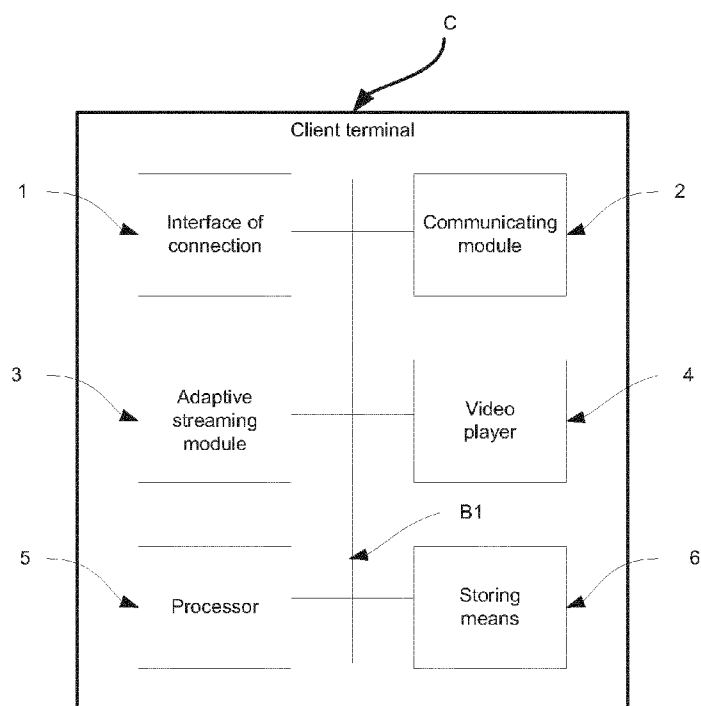 C
Client terminal
1
Interface of
connection
Communicating
module
2
3
Adaptive
streaming
module
Video
player
4
B1
5
Processor
Storing
means
6